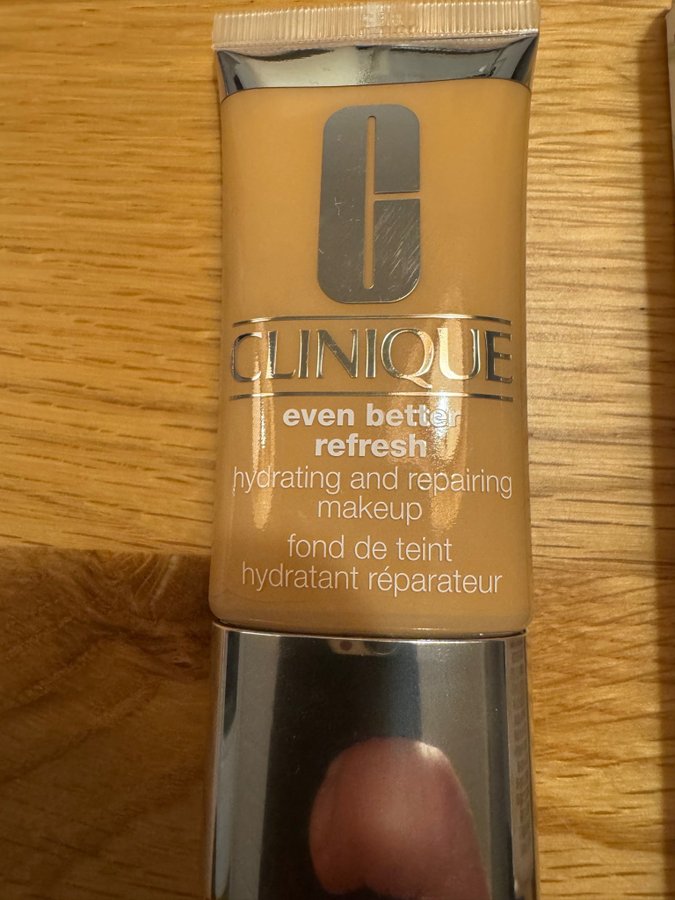 C
CLINIQUE
even better
refresh
hydrating and repairing
makeup
fond de teint
hydratant réparateur